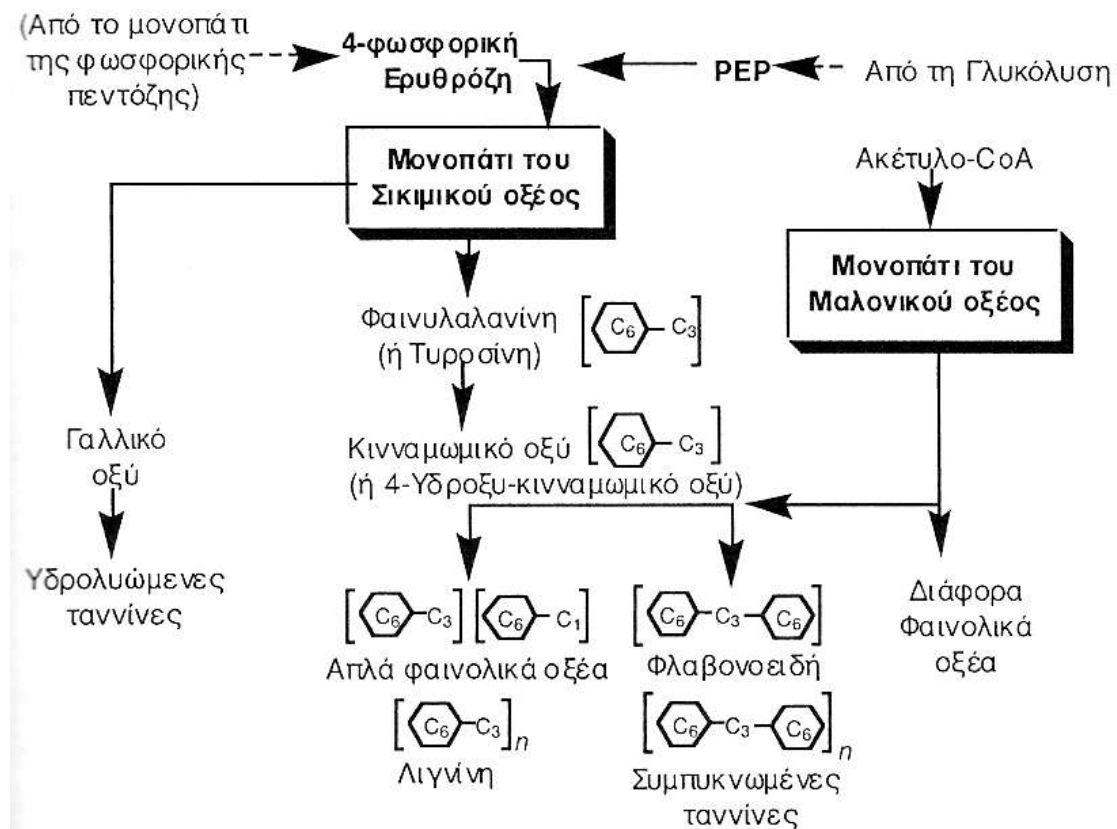 (Από το μονοπάτι
της φωσφορικής
πεντόζης)
4-φωσφορική
Ερυθρόζη
PEP
Από τη Γλυκόλυση
Μονοπάτι του
Σικιμικού οξέος
Ακέτυλο-CoA
Μονοπάτι του
Μαλονικού οξέος
Φαινυλαλανίνη
(ή Τυροσίνη)
C6 C3
Γαλλικό
οξύ
Κινναμωμικό οξύ
C6 C3
(ή 4-Υδροξυ-κινναμωμικό οξύ)
Υδρολυώμενες
ταννίνες
C6 C3
C6 C1
Απλά φαινολικά οξέα
C6 C3 n
Λιγνίνη
C6 C3 C6
Φλαβονοειδή
C6 C3 C6 n
Συμπυκνωμένες
ταννίνες
Διάφορα
Φαινολικά
οξέα